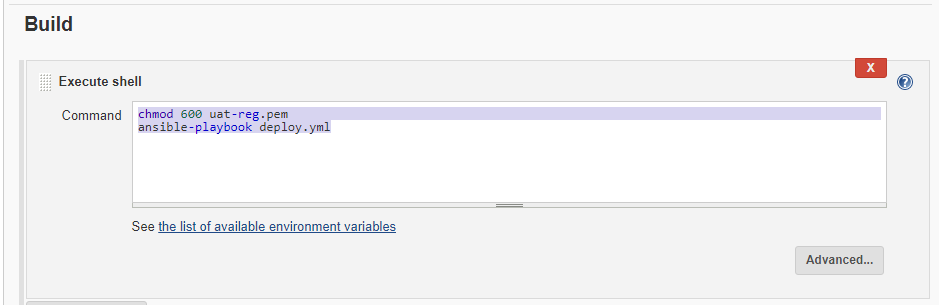 Build
Execute shell
X
?
Command
chmod 600 uat-reg.pem
ansible-playbook deploy.yml
See the list of available environment variables
Advanced...